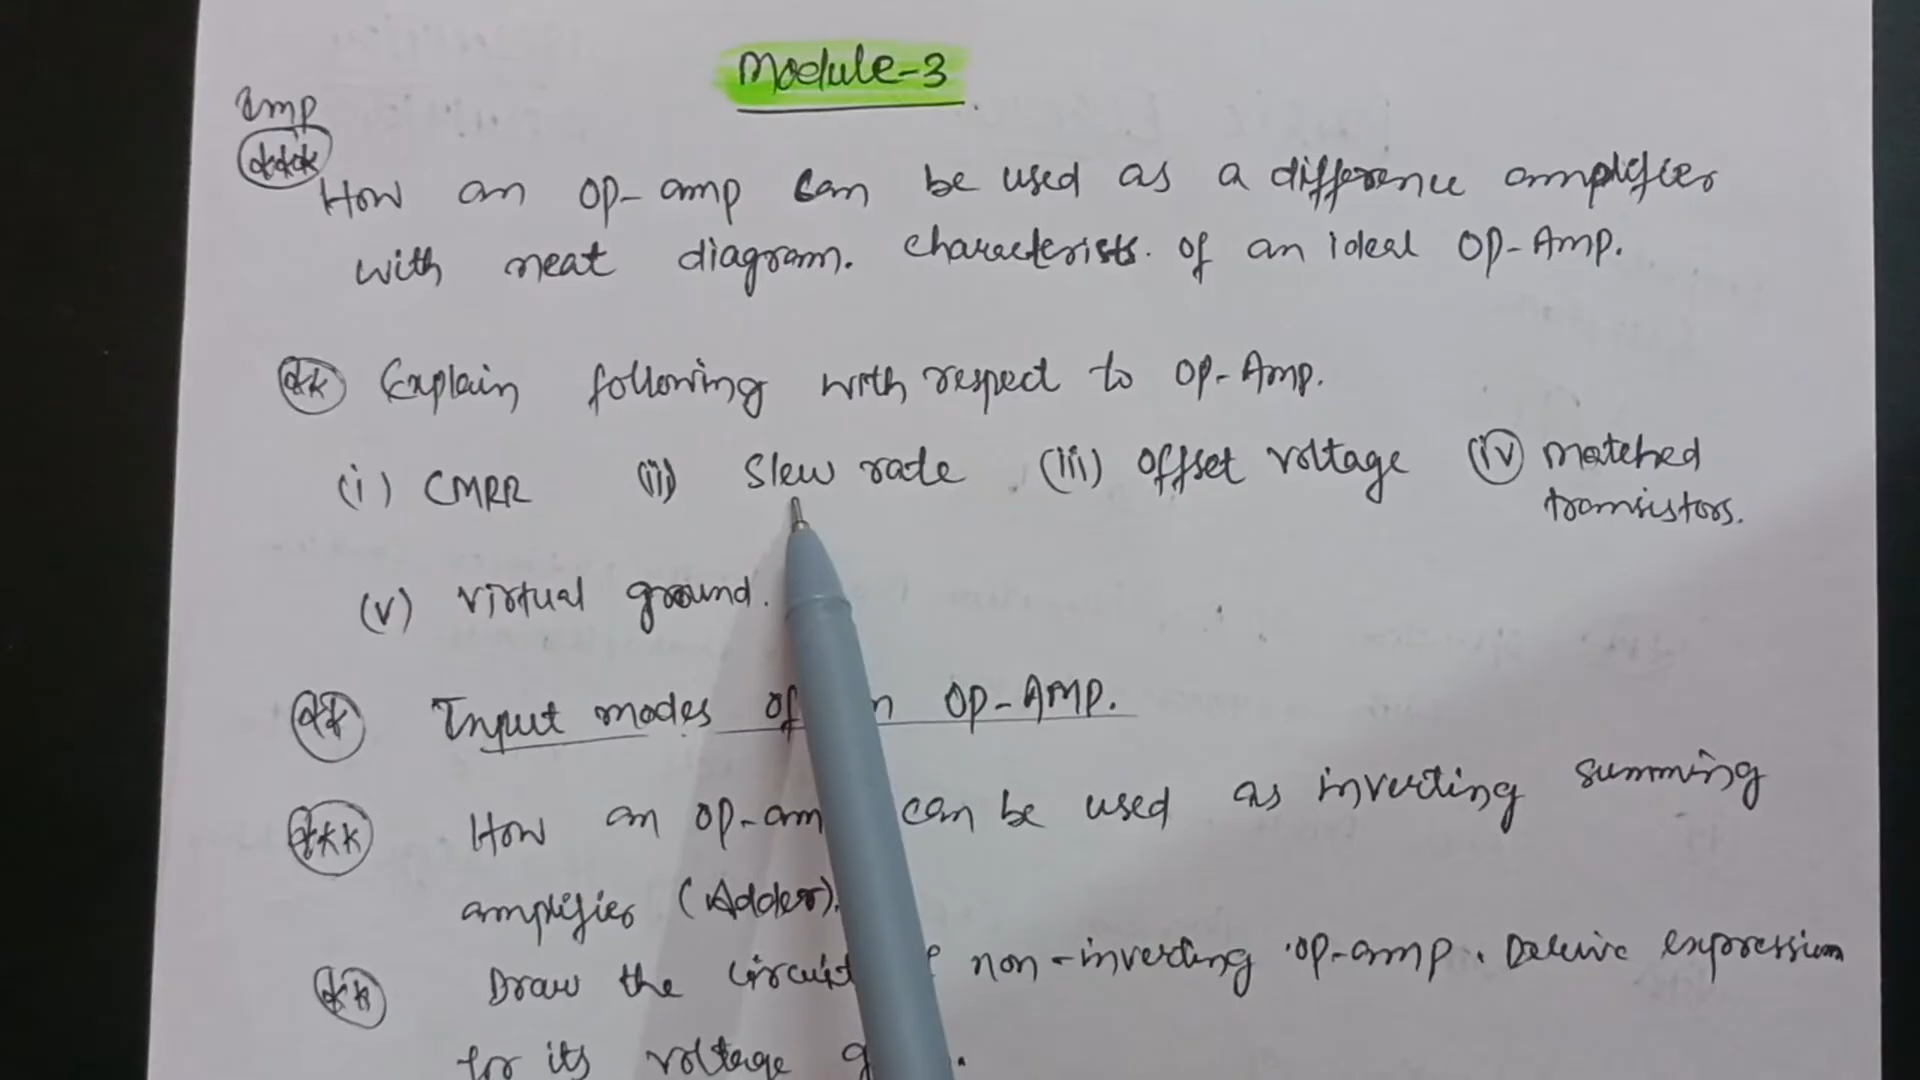 Module-3
Imp
*** How an op-amp can be used as a difference amplifier
with neat diagram. characterists. of an ideal Op-Amp.
** Explain following with respect to Op-Amp.
(i) CMRR (ii) Slew rate (iii) Offset voltage (iv) matched
transistors.
(v) virtual ground.
** Input modes of n Op-AMP.
*** How an op-am can be used as inverting summing
amplifier (Adder).
** Draw the circuit non-inverting op-amp. Derive expression
for its voltage g .